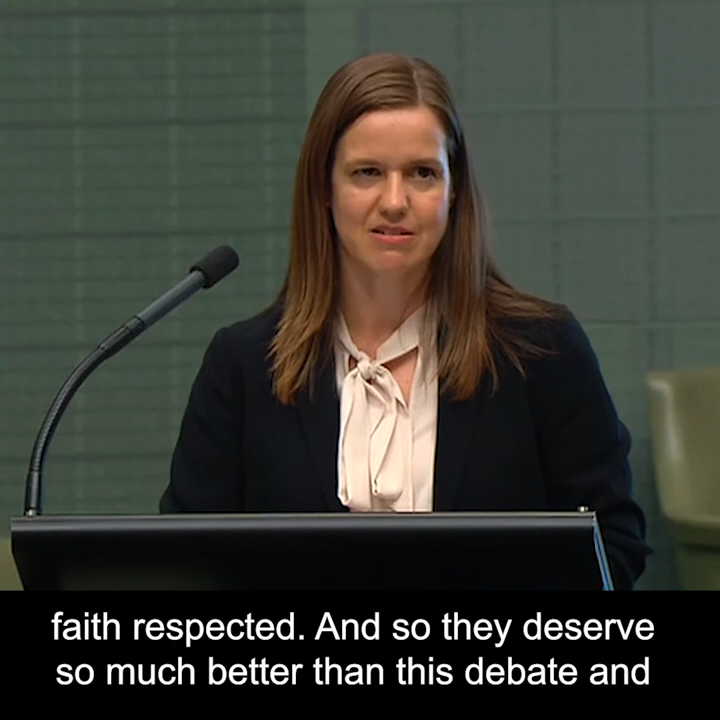 faith respected. And so they deserve
so much better than this debate and